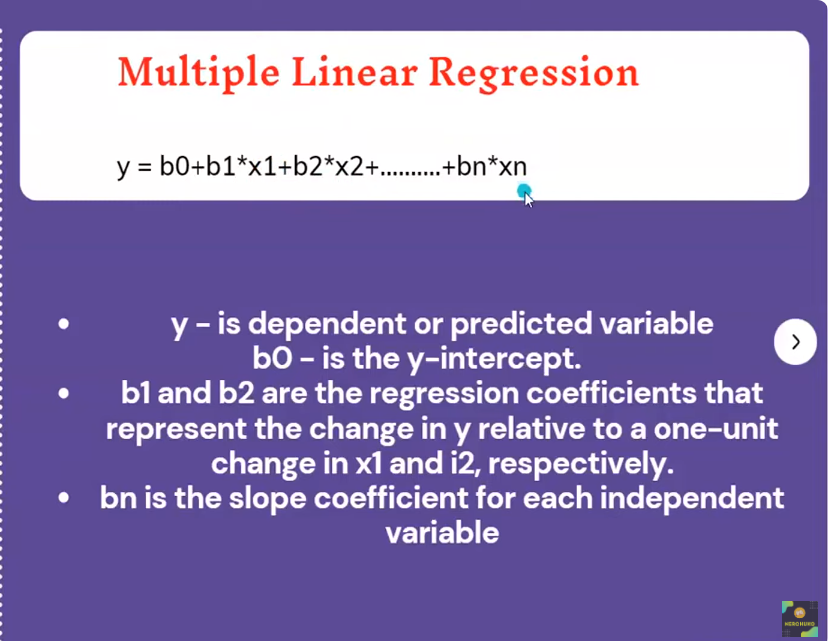 Multiple Linear Regression
y = b0+b1*x1+b2*x2+..........+bn*xn
• y – is dependent or predicted variable
b0 – is the y-intercept.
• b1 and b2 are the regression coefficients that
represent the change in y relative to a one-unit
change in x1 and i2, respectively.
• bn is the slope coefficient for each independent
variable